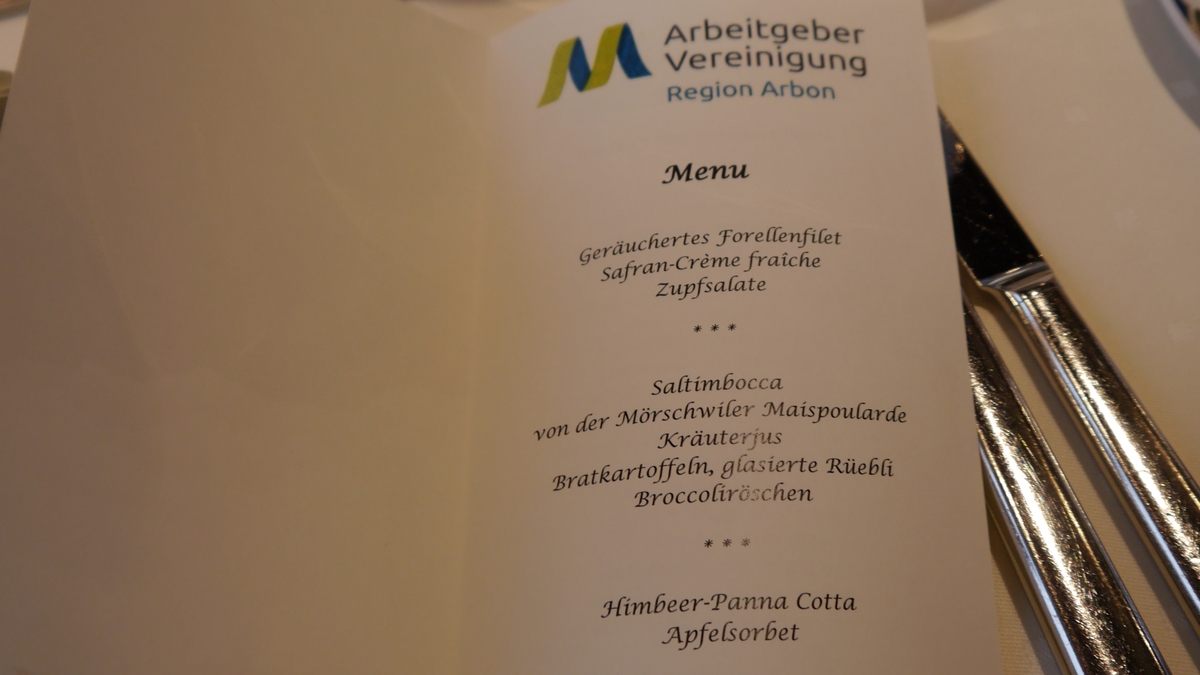 Arbeitgeber
Vereinigung
Region Arbon
Menu
Geräuchertes Forellenfilet
Safran-Crème fraîche
Zupfsalate
* * *
Saltimbocca
von der Mörschwiler Maispoularde
Kräuterjus
Bratkartoffeln, glasierte Rüebli
Broccoliröschen
* * *
Himbeer-Panna Cotta
Apfelsorbet